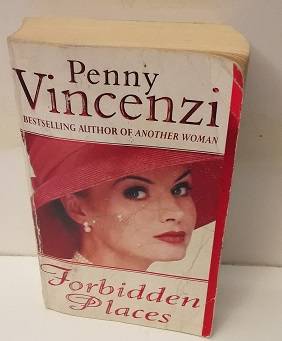 Penny
Vincenzi
BESTSELLING AUTHOR OF ANOTHER WOMAN
Forbidden
Places